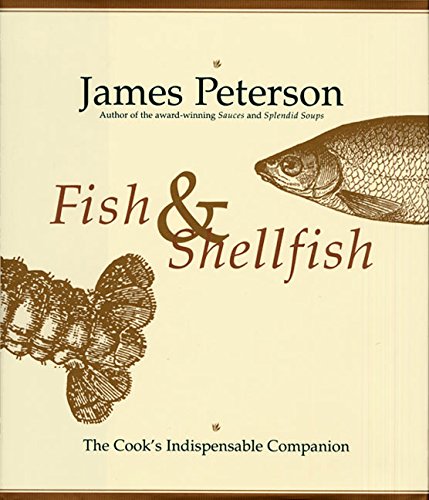 James Peterson
Author of the award-winning Sauces and Splendid Soups
Fish &
Shellfish
The Cook's Indispensable Companion